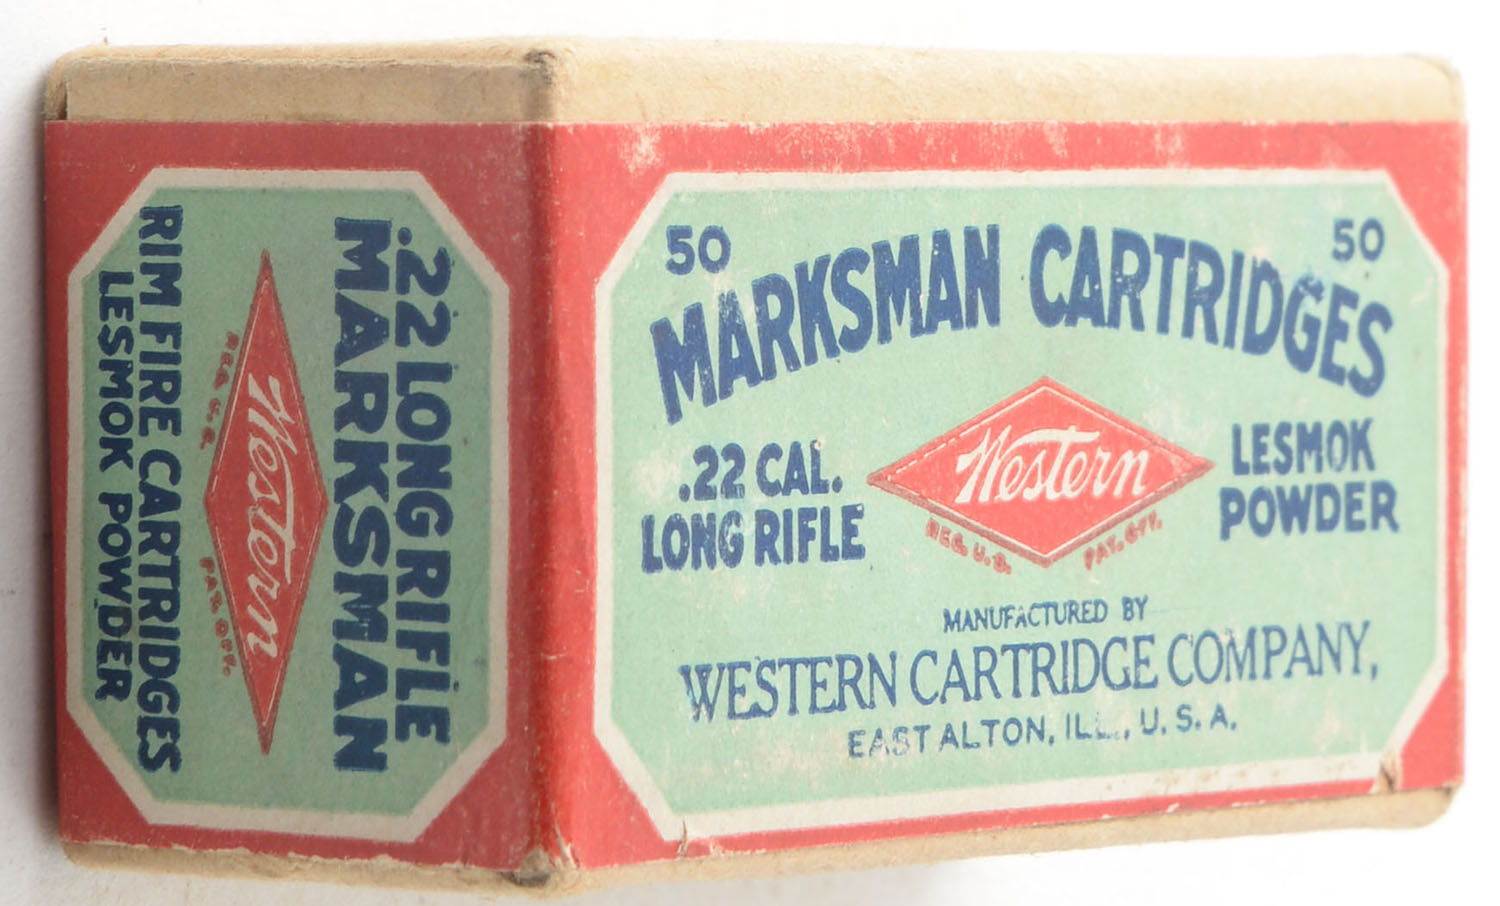 50 50
MARKSMAN CARTRIDGES
.22 CAL.
LONG RIFLE
Western
REG. U.S. PAT. OFF.
LESMOK
POWDER
MANUFACTURED BY
WESTERN CARTRIDGE COMPANY,
EAST ALTON, ILL., U.S.A.
.22 LONG RIFLE
MARKSMAN
Western
REG. U.S. PAT. OFF.
RIM FIRE CARTRIDGES
LESMOK POWDER